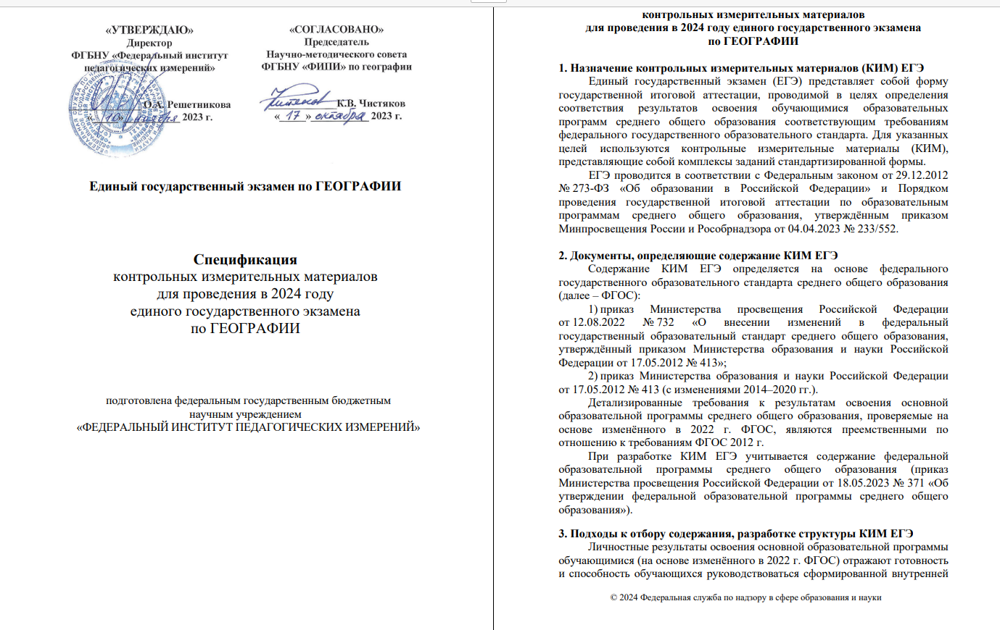 «УТВЕРЖДАЮ»
Директор
ФГБНУ «Федеральный институт
педагогических измерений»
О.А. Решетникова
2023 г.
«СОГЛАСОВАНО»
Председатель
Научно-методического совета
ФГБНУ «ФИПИ» по географии
К.В. Чистяков
« 17 » октября 2023 г.
Единый государственный экзамен по ГЕОГРАФИИ
Спецификация
контрольных измерительных материалов
для проведения в 2024 году
единого государственного экзамена
по ГЕОГРАФИИ
подготовлена федеральным государственным бюджетным
научным учреждением
«ФЕДЕРАЛЬНЫЙ ИНСТИТУТ ПЕДАГОГИЧЕСКИХ ИЗМЕРЕНИЙ»
контрольных измерительных материалов
для проведения в 2024 году единого государственного экзамена
по ГЕОГРАФИИ
1. Назначение контрольных измерительных материалов (КИМ) ЕГЭ
Единый государственный экзамен (ЕГЭ) представляет собой форму
государственной итоговой аттестации, проводимой в целях определения
соответствия результатов освоения обучающимися образовательных
программ среднего общего образования соответствующим требованиям
федерального государственного образовательного стандарта. Для указанных
целей используются контрольные измерительные материалы (КИМ),
представляющие собой комплексы заданий стандартизированной формы.
ЕГЭ проводится в соответствии с Федеральным законом от 29.12.2012
№ 273-ФЗ «Об образовании в Российской Федерации» и Порядком
проведения государственной итоговой аттестации по образовательным
программам среднего общего образования, утверждённым приказом
Минпросвещения России и Рособрнадзора от 04.04.2023 № 233/552.
2. Документы, определяющие содержание КИМ ЕГЭ
Содержание КИМ ЕГЭ определяется на основе федерального
государственного образовательного стандарта среднего общего образования
(далее – ФГОС):
1) приказ Министерства просвещения Российской Федерации
от 12.08.2022 № 732 «О внесении изменений в федеральный
государственный образовательный стандарт среднего общего образования,
утверждённый приказом Министерства образования и науки Российской
Федерации от 17.05.2012 № 413»;
2) приказ Министерства образования и науки Российской Федерации
от 17.05.2012 № 413 (с изменениями 2014–2020 гг.).
Детализированные требования к результатам освоения основной
образовательной программы среднего общего образования, проверяемые на
основе изменённого в 2022 г. ФГОС, являются преемственными по
отношению к требованиям ФГОС 2012 г.
При разработке КИМ ЕГЭ учитывается содержание федеральной
образовательной программы среднего общего образования (приказ
Министерства просвещения Российской Федерации от 18.05.2023 № 371 «Об
утверждении федеральной образовательной программы среднего общего
образования»).
3. Подходы к отбору содержания, разработке структуры КИМ ЕГЭ
Личностные результаты освоения основной образовательной программы
обучающимися (на основе изменённого в 2022 г. ФГОС) отражают готовность
и способность обучающихся руководствоваться сформированной внутренней
© 2024 Федеральная служба по надзору в сфере образования и науки